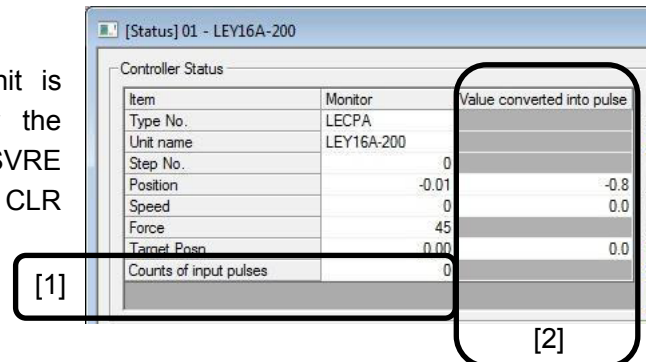 [Status] 01 - LEY16A-200
Controller Status
Item Monitor Value converted into pulse
Type No. LECPA
Unit name LEY16A-200
Step No. 0
Position -0.01 -0.8
Speed 0 0.0
Force 45
Target Posn 0.00 0.0
Counts of input pulses 0
is
the
CLR
[1]
[2]